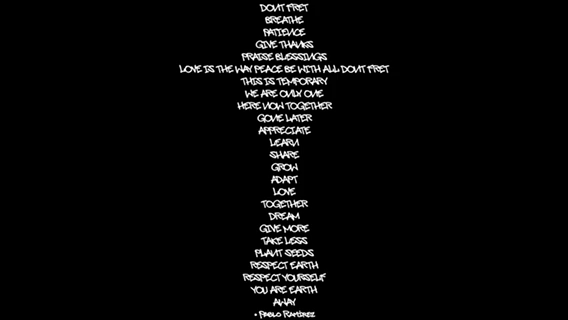 DONT FRET
BREATHE
PATIENCE
GIVE THANKS
PRAISE BLESSINGS
LOVE IS THE WAY PEACE BE WITH ALL DONT FRET
THIS IS TEMPORARY
WE ARE ONLY ONE
HERE NOW TOGETHER
GONE LATER
APPRECIATE
LEARN
SHARE
GROW
ADAPT
LOVE
TOGETHER
DREAM
GIVE MORE
TAKE LESS
PLANT SEEDS
RESPECT EARTH
RESPECT YOURSELF
YOU ARE EARTH
AWAY
- PABLO RAMIREZ